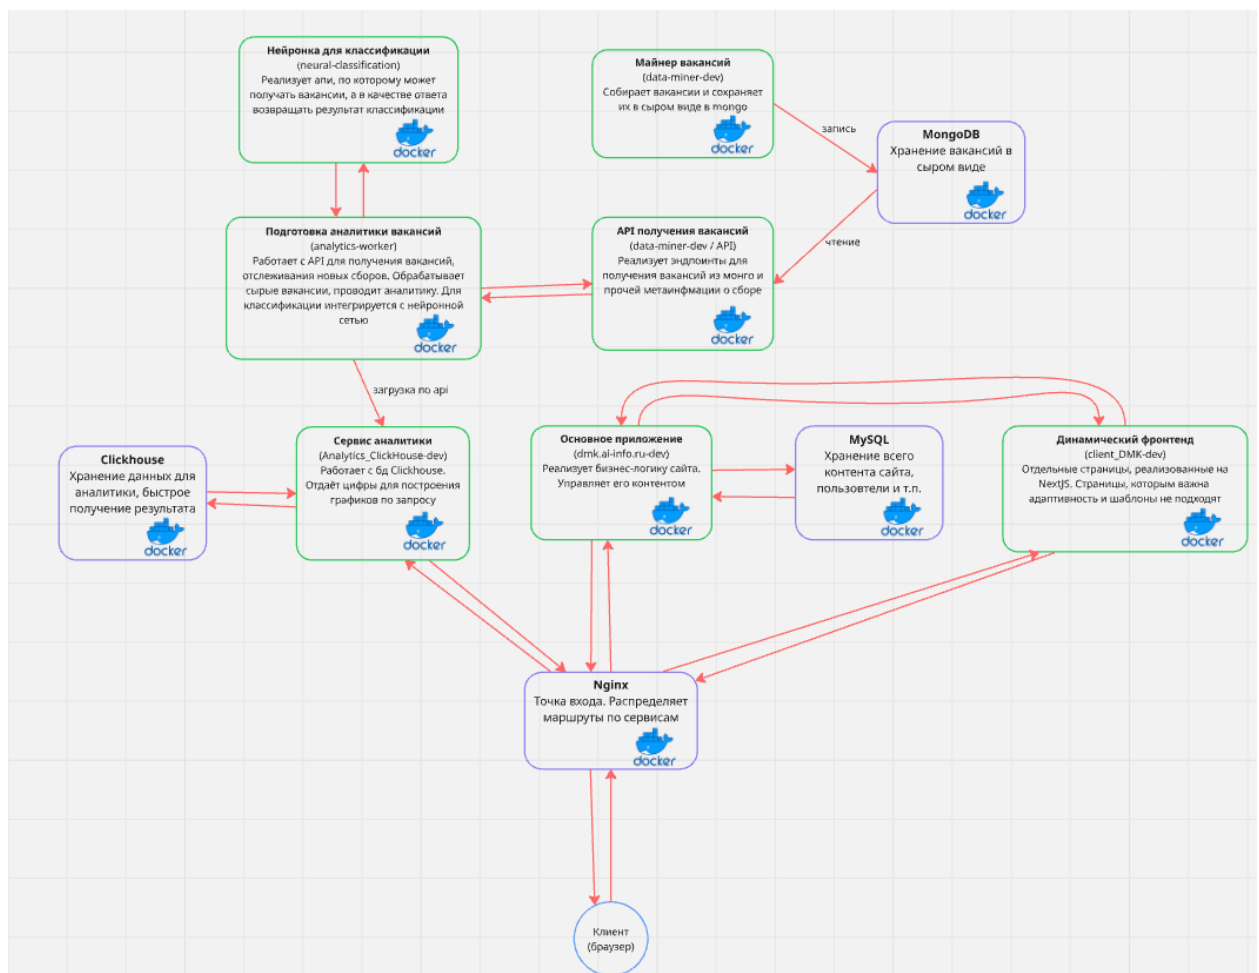 Нейронка для классификации
(neural-classification)
Реализует апи, по которому может
получать вакансии, а в качестве ответа
возвращать результат классификации
docker
Майнер вакансий
(data-miner-dev)
Собирает вакансии и сохраняет
их в сыром виде в mongo
docker
запись
MongoDB
Хранение вакансий в
сыром виде
docker
Подготовка аналитики вакансий
(analytics-worker)
Работает с API для получения вакансий,
отслеживания новых сборов. Обрабатывает
сырые вакансии, проводит аналитику. Для
классификации интегрируется с нейронной
сетью
docker
API получения вакансий
(data-miner-dev / API)
Реализует эндпоинты для
получения вакансий из монго и
прочей метаинфмации о сборе
docker
чтение
загрузка по api
Clickhouse
Хранение данных для
аналитики, быстрое
получение результата
docker
Сервис аналитики
(Analytics_ClickHouse-dev)
Работает с бд Clickhouse.
Отдаёт цифры для построения
графиков по запросу
docker
Основное приложение
(dmk.ai-info.ru-dev)
Реализует бизнес-логику сайта.
Управляет его контентом
docker
MySQL
Хранение всего
контента сайта,
пользовтели и т.п.
docker
Динамический фронтенд
(client_DMK-dev)
Отдельные страницы, реализованные на
NextJS. Страницы, которым важна
адаптивность и шаблоны не подходят
docker
Nginx
Точка входа. Распределяет
маршруты по сервисам
docker
Клиент
(браузер)